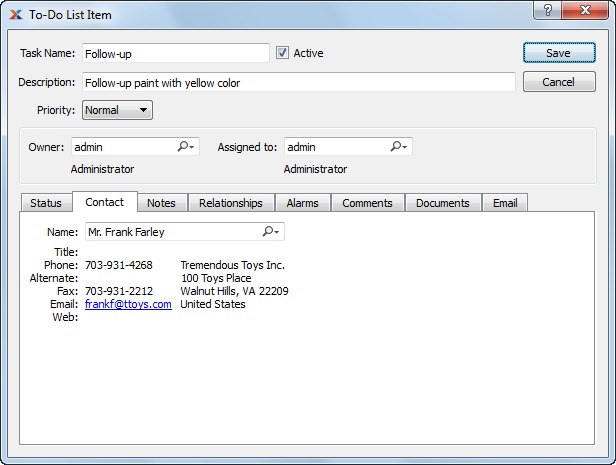 To-Do List Item
Task Name: Follow-up Active Save
Description: Follow-up paint with yellow color Cancel
Priority: Normal
Owner: admin Assigned to: admin
Administrator Administrator
Status Contact Notes Relationships Alarms Comments Documents Email
Name: Mr. Frank Farley
Title:
Phone: 703-931-4268 Tremendous Toys Inc.
Alternate: 100 Toys Place
Fax: 703-931-2212 Walnut Hills, VA 22209
Email: frankf@ttoys.com United States
Web: